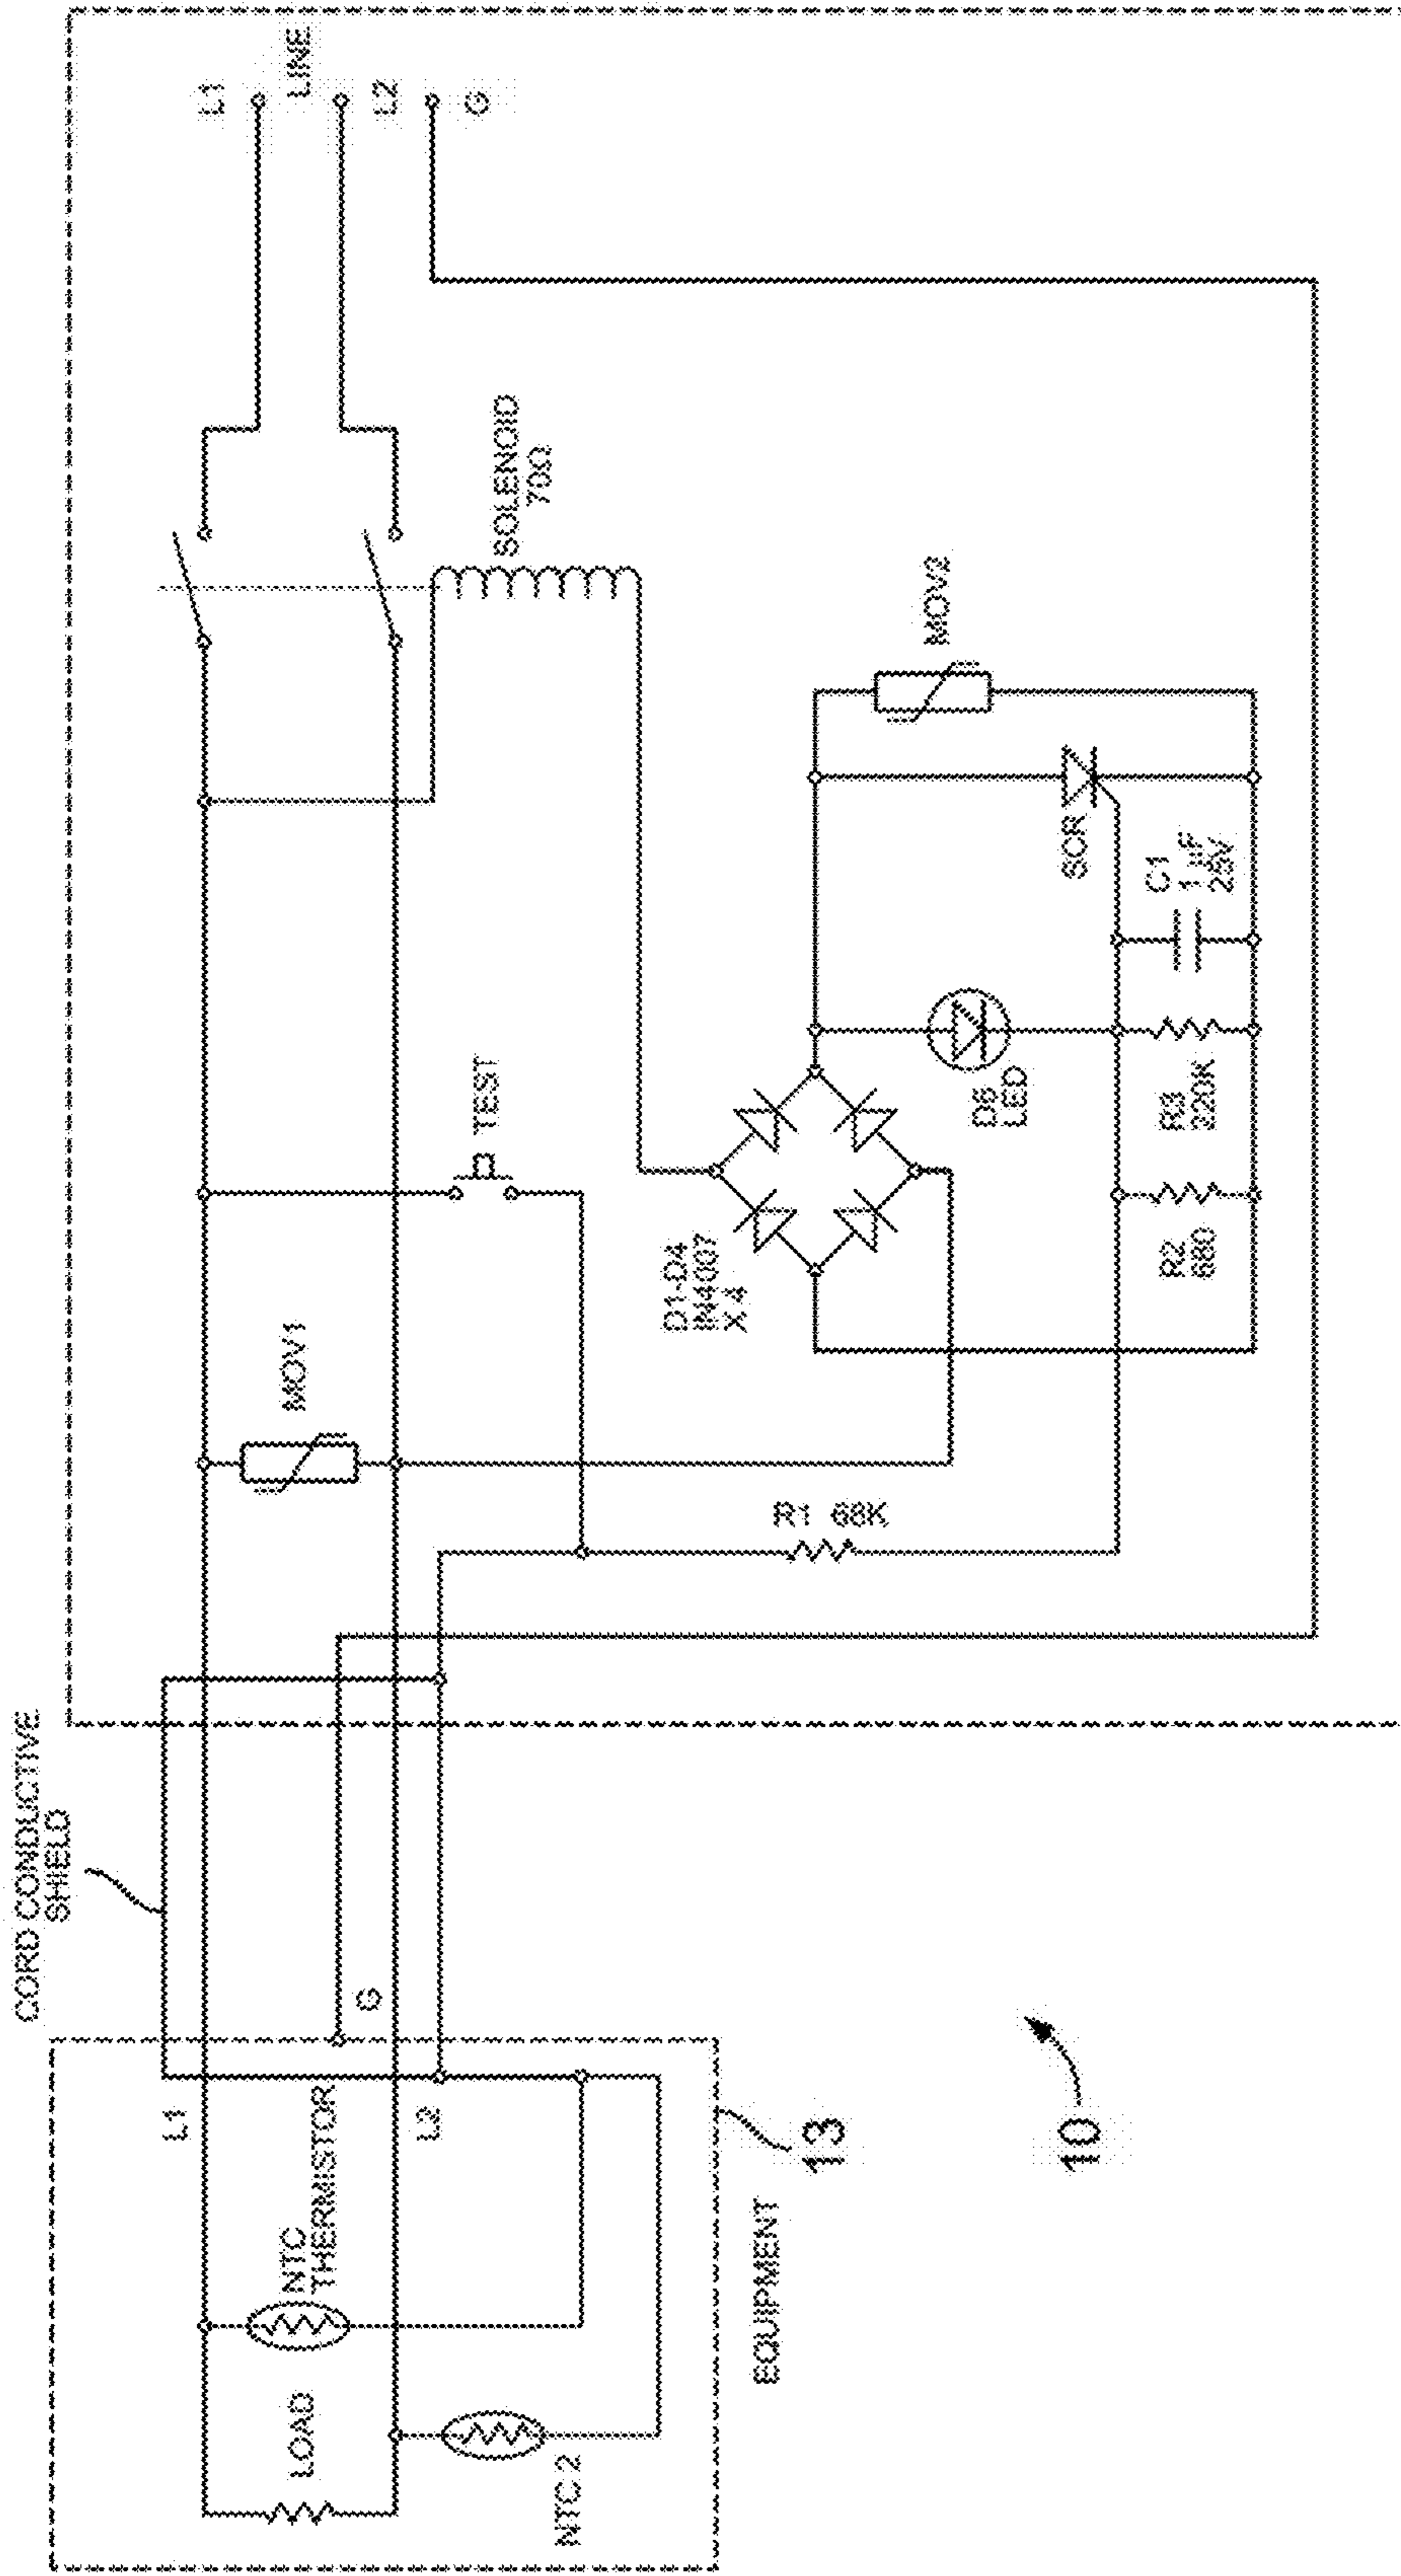 CORD CONDUCTIVE
SHIELD
L1
LINE
L2
G
SOLENOID
70Ω
MOV2
SCR
C1
1 uF
25V
TEST
D1-D4
IN4007
X 4
D5
LED
R3
220K
R2
680
MOV1
R1 68K
G
L1
NTC
THERMISTOR
L2
LOAD
NTC 2
EQUIPMENT
13
10